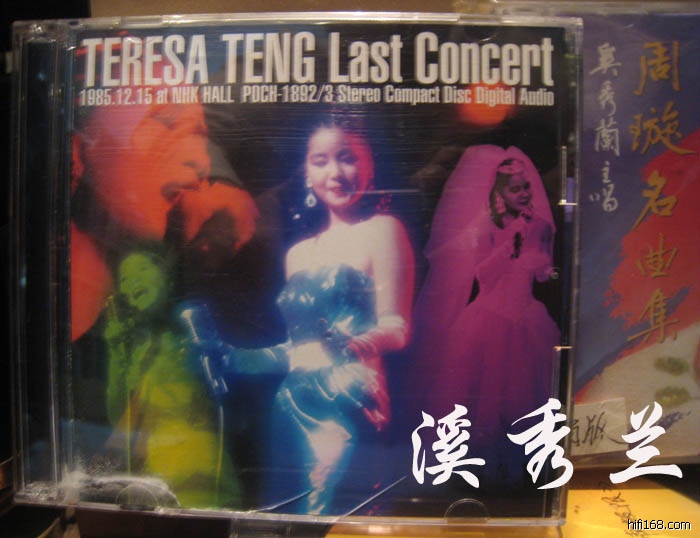 TERESA TENG Last Concert
1985.12.15 at NHK HALL POCH-1892/3 Stereo Compact Disc Digital Audio
周璇名曲集
奚秀蘭主唱
版
溪秀兰
hifi168.com